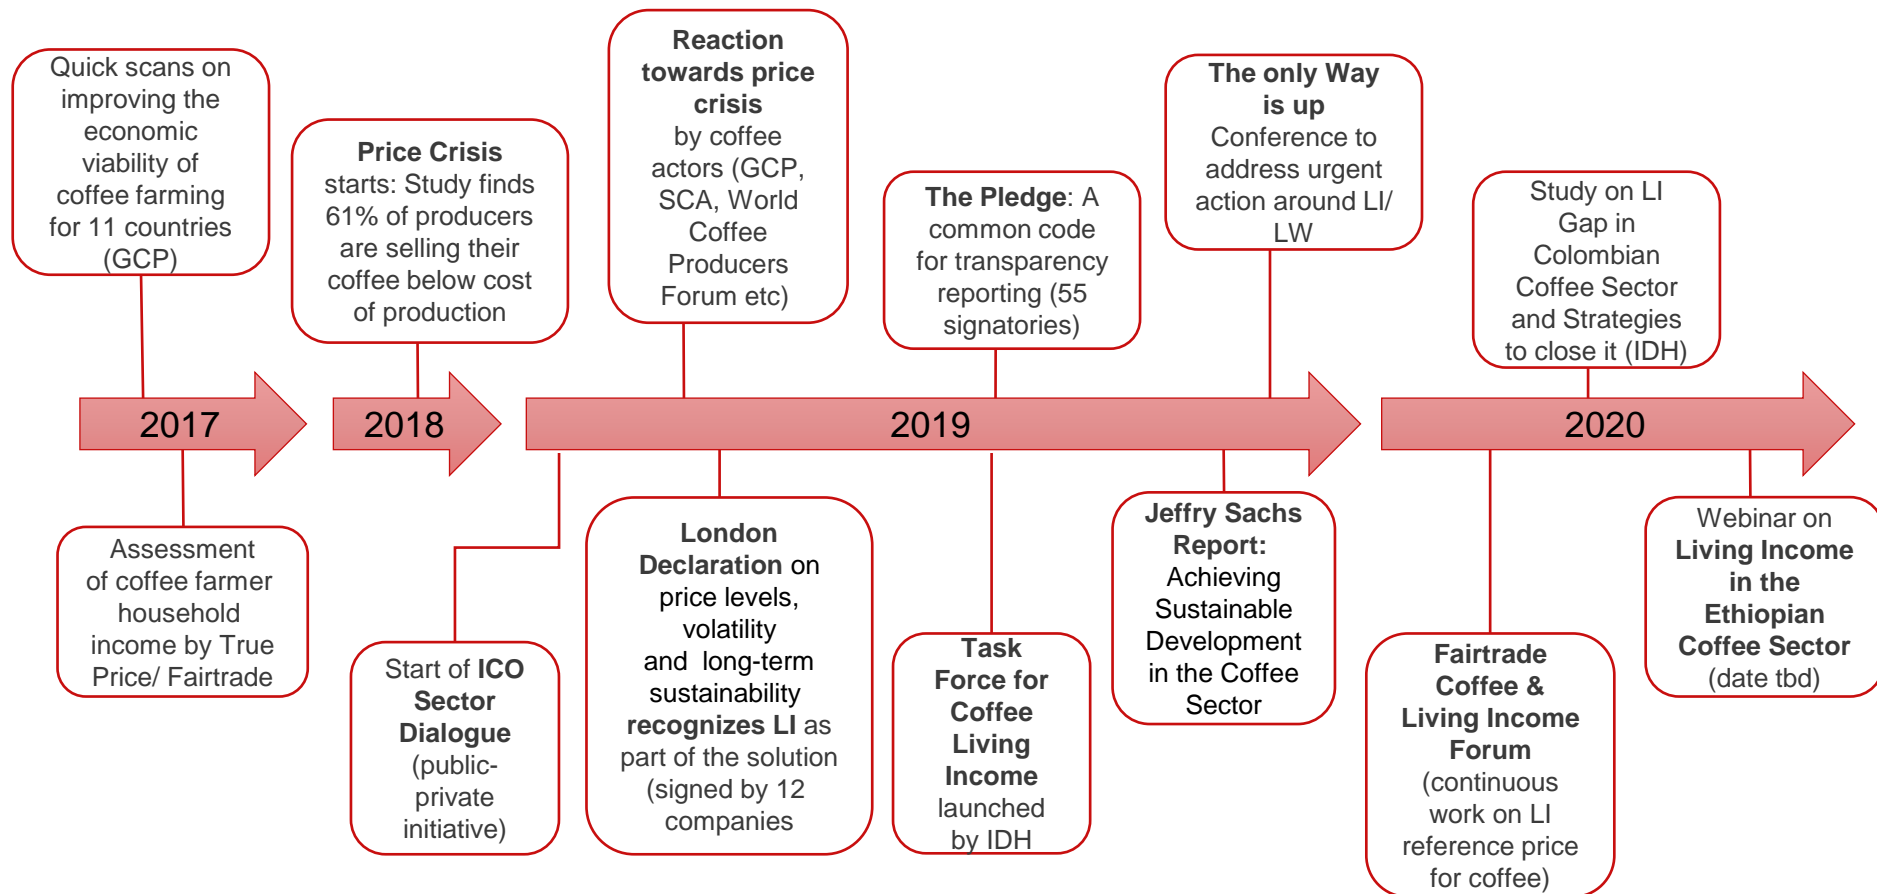 Quick scans on
improving the
economic
viability of
coffee farming
for 11 countries
(GCP)
Price Crisis
starts: Study finds
61% of producers
are selling their
coffee below cost
of production
Reaction
towards price
crisis
by coffee
actors (GCP,
SCA, World
Coffee
Producers
Forum etc)
The Pledge: A
common code
for transparency
reporting (55
signatories)
The only Way
is up
Conference to
address urgent
action around LI/
LW
Study on LI
Gap in
Colombian
Coffee Sector
and Strategies
to close it (IDH)
2017
2018
2019
2020
Assessment
of coffee farmer
household
income by True
Price/ Fairtrade
Start of ICO
Sector
Dialogue
(public-
private
initiative)
London
Declaration on
price levels,
volatility
and long-term
sustainability
recognizes LI as
part of the solution
(signed by 12
companies
Task
Force for
Coffee
Living
Income
launched
by IDH
Jeffry Sachs
Report:
Achieving
Sustainable
Development
in the Coffee
Sector
Fairtrade
Coffee &
Living Income
Forum
(continuous
work on LI
reference price
for coffee)
Webinar on
Living Income
in the
Ethiopian
Coffee Sector
(date tbd)